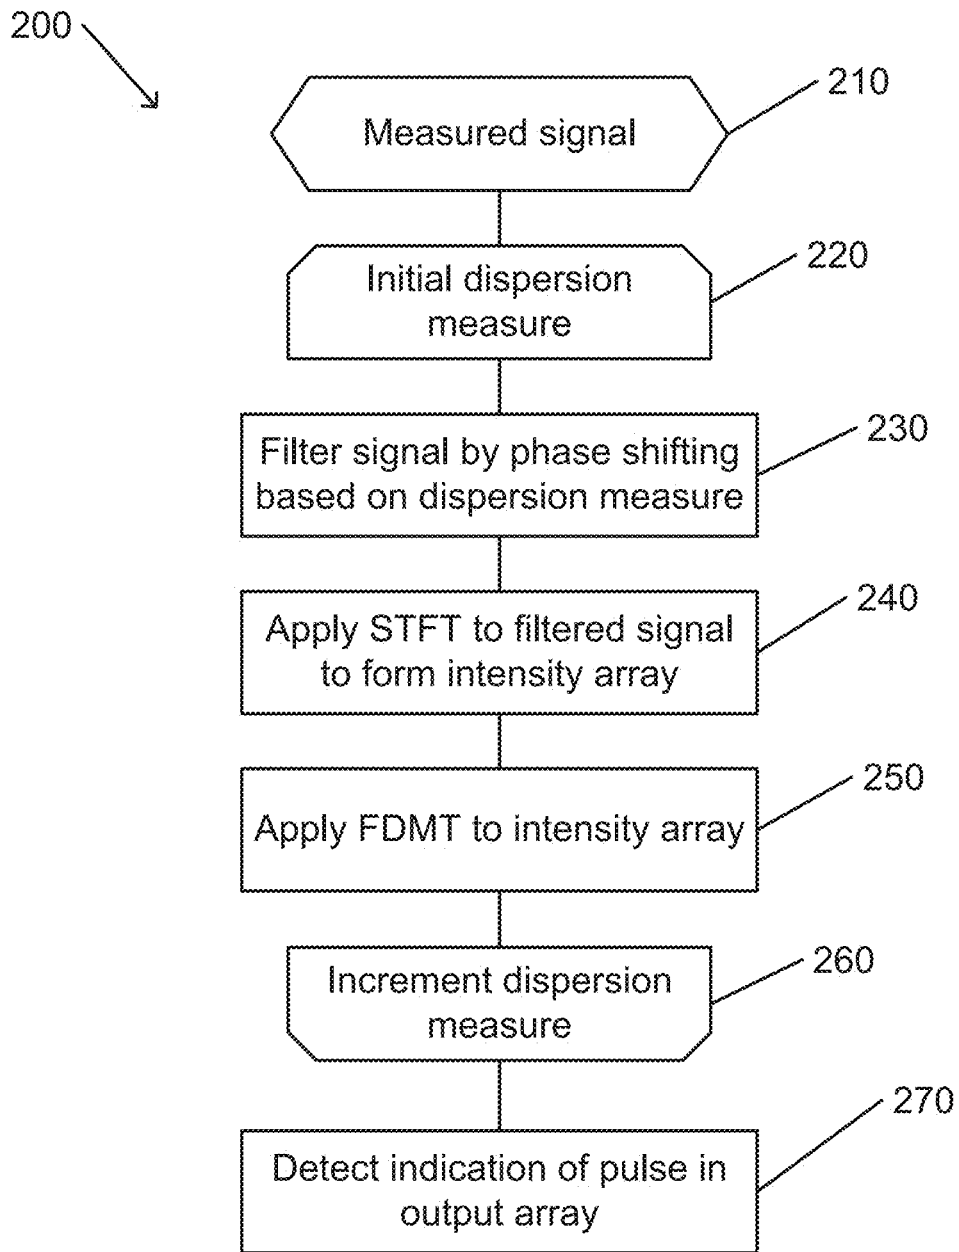 200
210
Measured signal
220
Initial dispersion
measure
230
Filter signal by phase shifting
based on dispersion measure
240
Apply STFT to filtered signal
to form intensity array
250
Apply FDMT to intensity array
260
Increment dispersion
measure
270
Detect indication of pulse in
output array